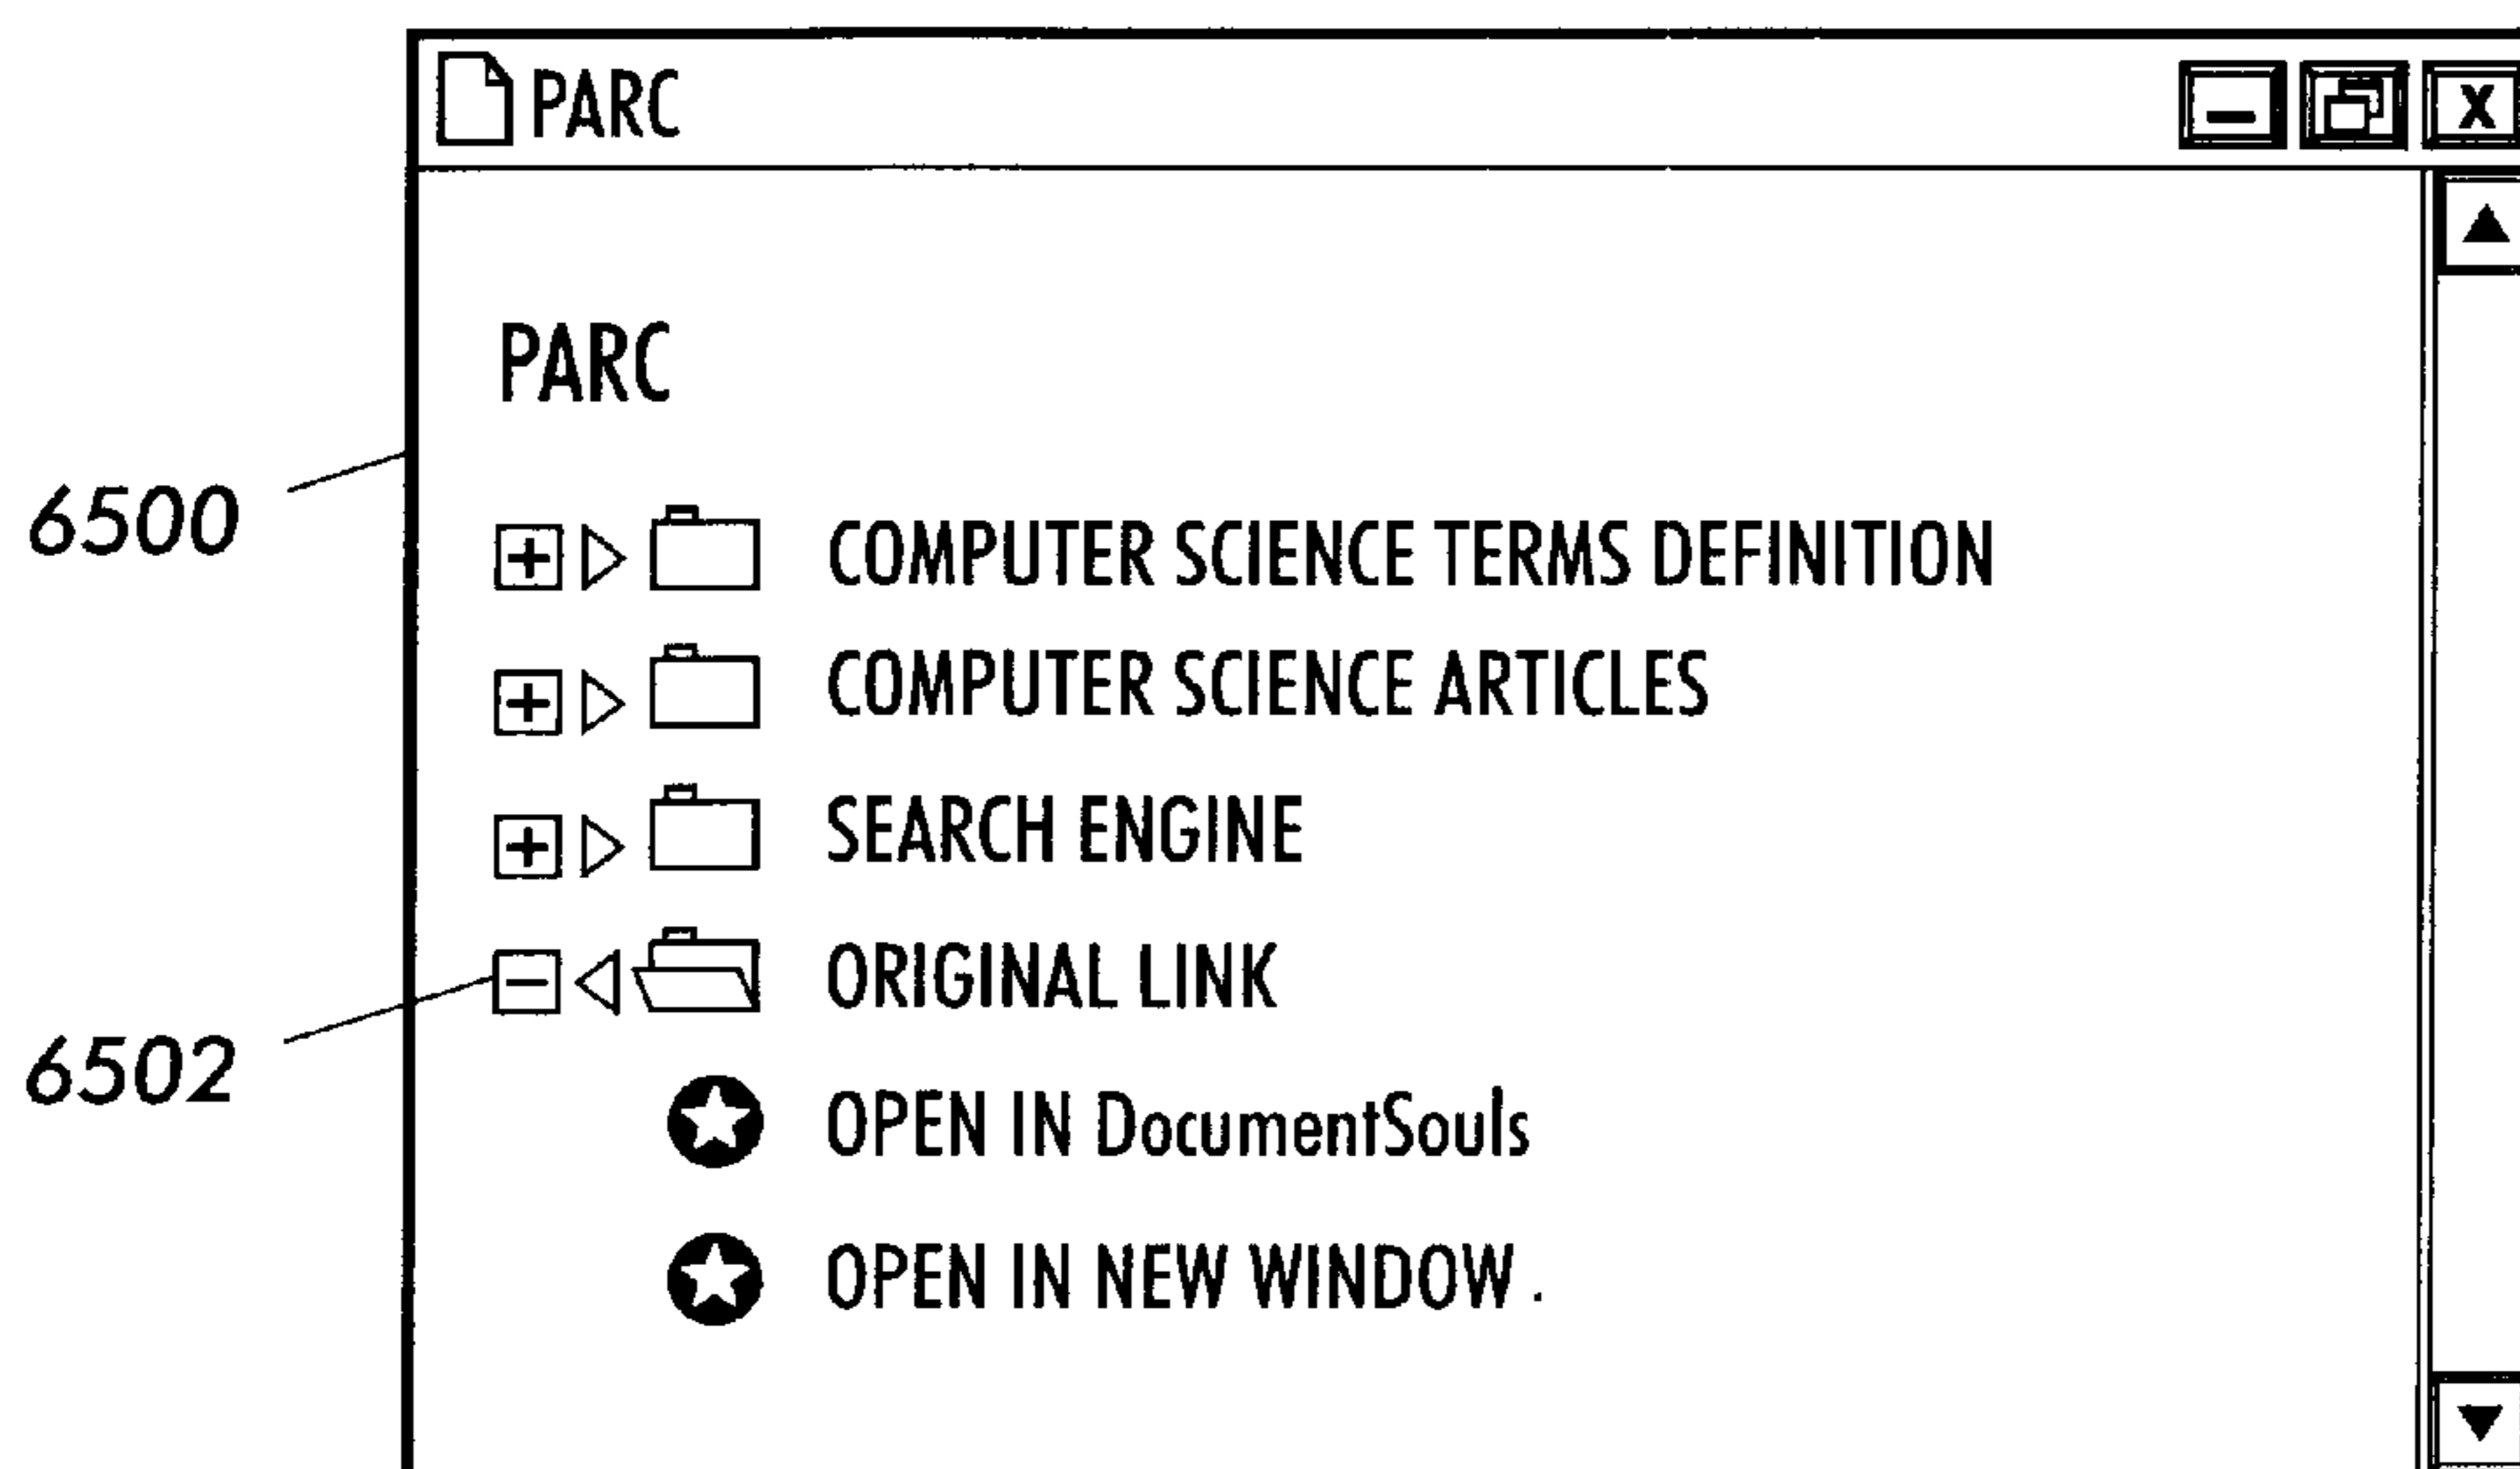 PARC
X
PARC
6500
COMPUTER SCIENCE TERMS DEFINITION
COMPUTER SCIENCE ARTICLES
SEARCH ENGINE
ORIGINAL LINK
6502
OPEN IN DocumentSouls
OPEN IN NEW WINDOW.